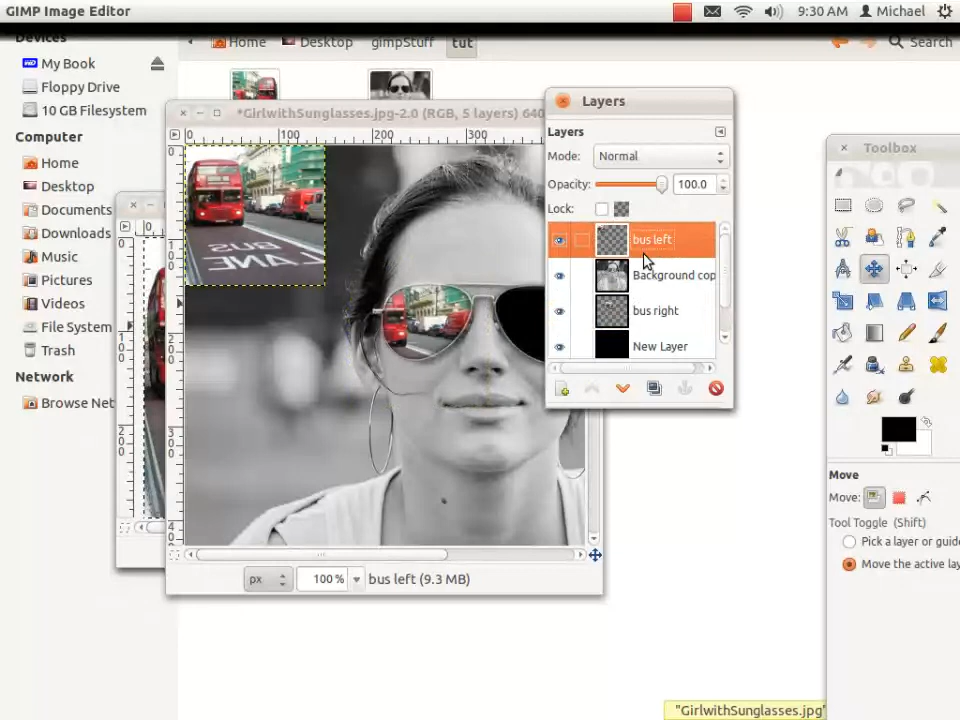 GIMP Image Editor
9:30 AM
Michael
Devices
My Book
Floppy Drive
10 GB Filesystem
Computer
Home
Desktop
Documents
Downloads
Music
Pictures
Videos
File System
Trash
Network
Browse Net
Home
Desktop
gimpStuff
tut
Search
*GirlwithSunglasses.jpg-2.0 (RGB, 5 layers) 640
0
100
200
300
BUS
LANE
px
100%
bus left (9.3 MB)
Layers
Layers
Mode:
Normal
Opacity:
100.0
Lock:
bus left
Background cop
bus right
New Layer
Toolbox
Move
Move:
Tool Toggle (Shift)
Pick a layer or guide
Move the active lay
"GirlwithSunglasses.jpg"